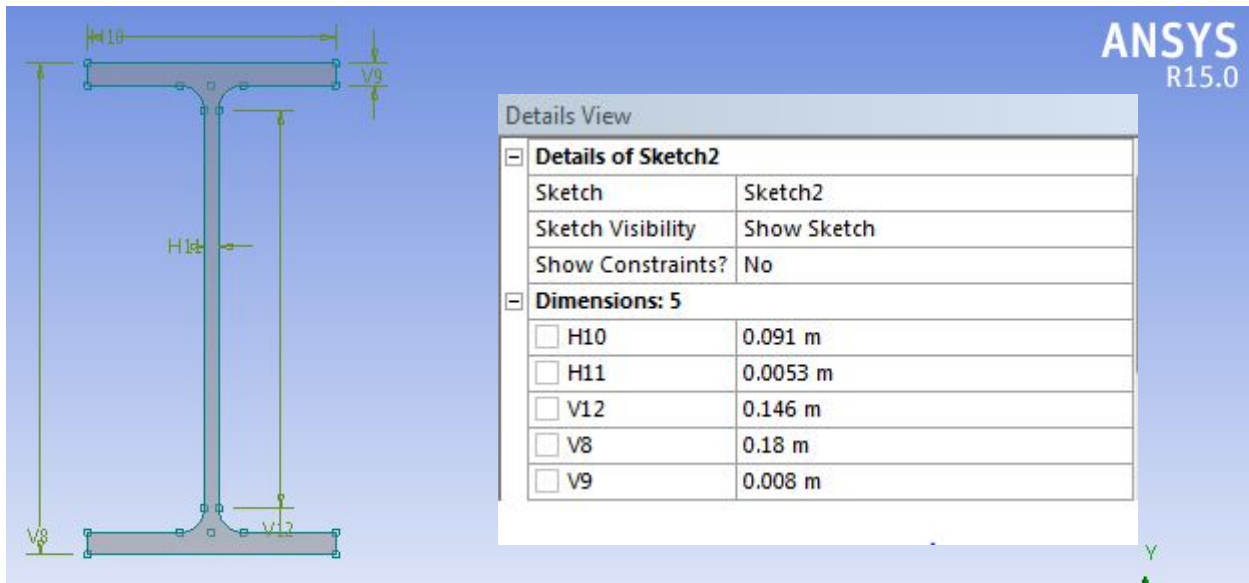 H10
V9
H11
V12
V8
ANSYS
R15.0
Details View
Details of Sketch2
Sketch Sketch2
Sketch Visibility Show Sketch
Show Constraints? No
Dimensions: 5
H10 0.091 m
H11 0.0053 m
V12 0.146 m
V8 0.18 m
V9 0.008 m
Y